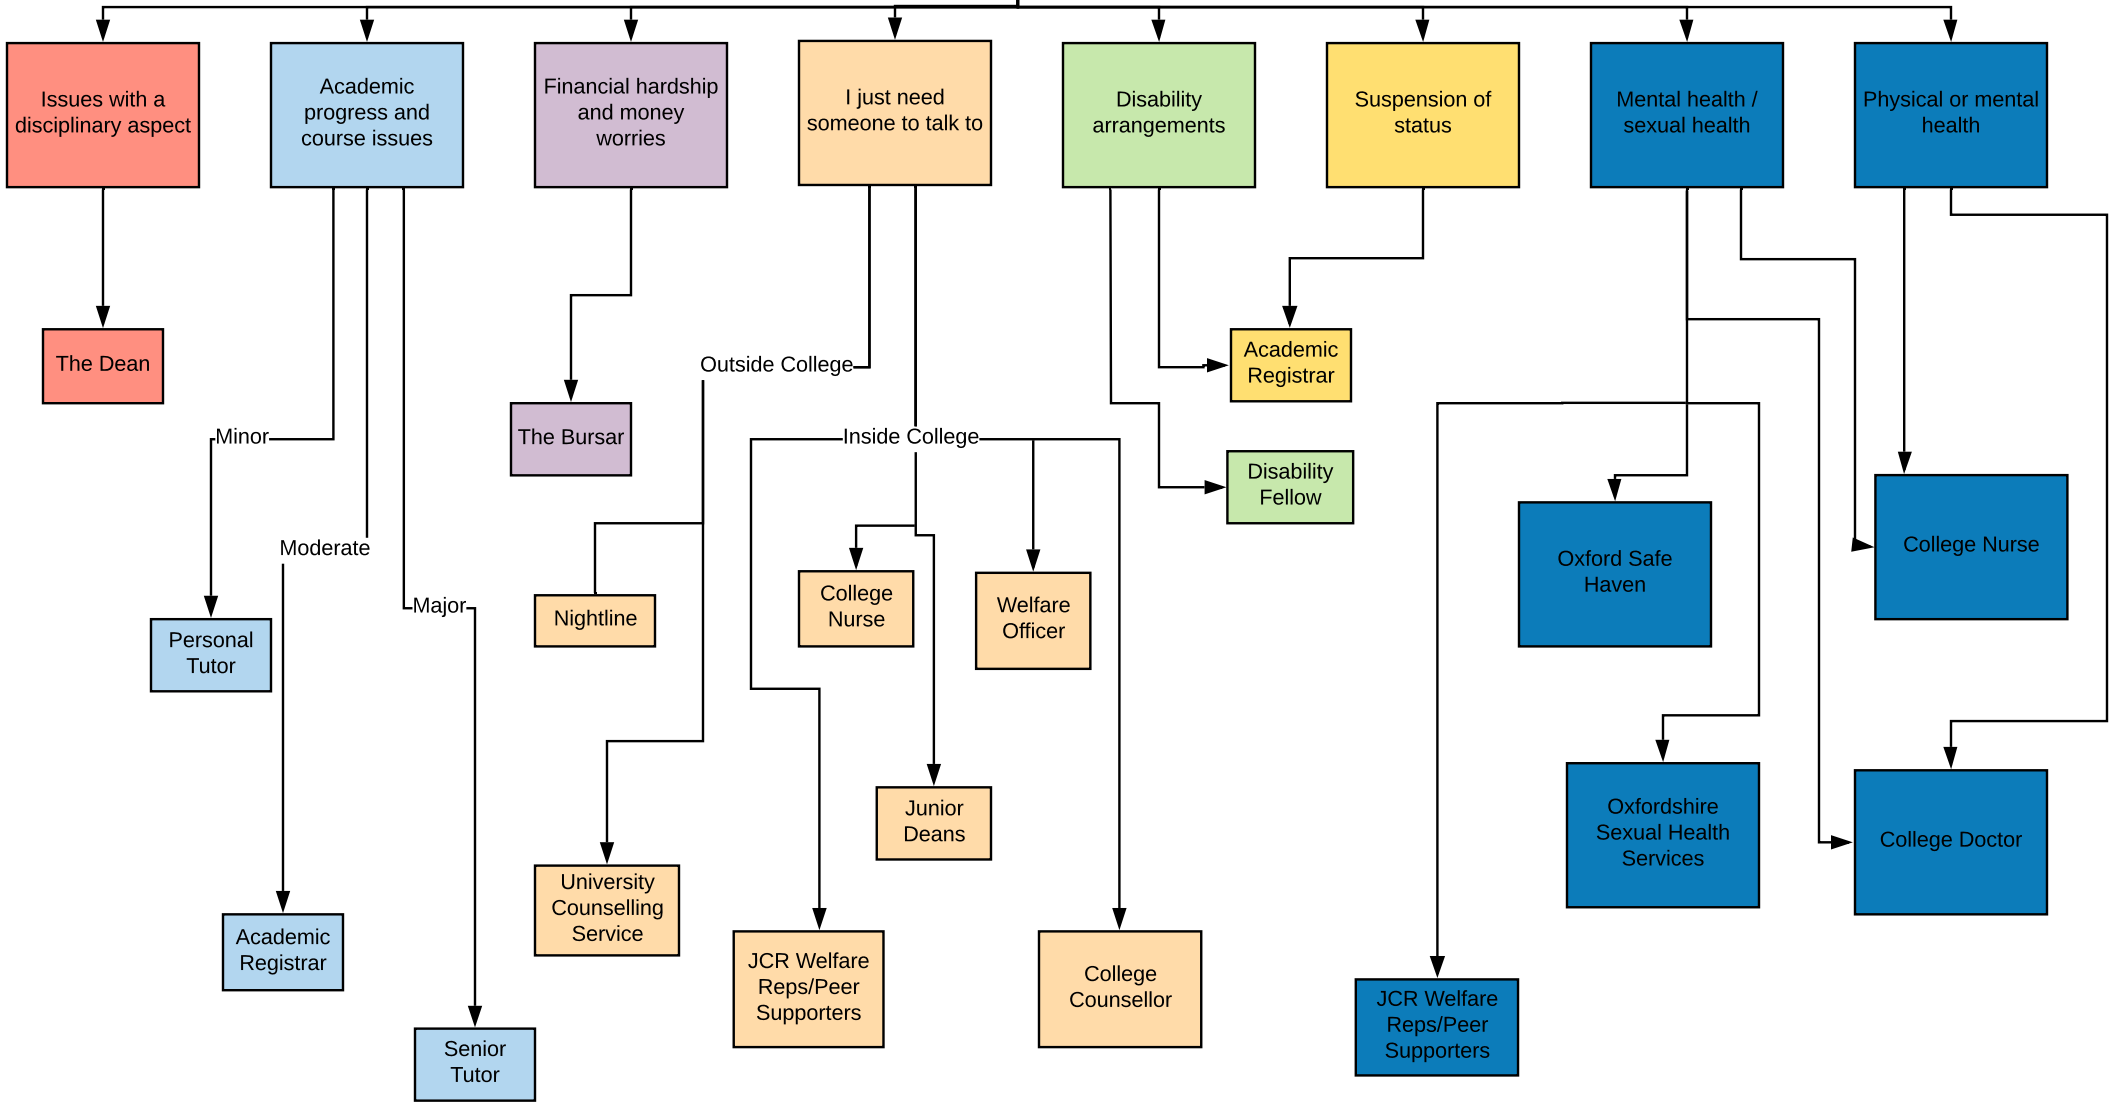 Issues with a
disciplinary aspect
Academic
progress and
course issues
Financial hardship
and money
worries
I just need
someone to talk to
Disability
arrangements
Suspension of
status
Mental health /
sexual health
Physical or mental
health
The Dean
Outside College
Academic
Registrar
Minor
The Bursar
Inside College
Disability
Fellow
Moderate
Oxford Safe
Haven
College Nurse
Major
Nightline
College
Nurse
Welfare
Officer
Personal
Tutor
Junior
Deans
Oxfordshire
Sexual Health
Services
College Doctor
University
Counselling
Service
Academic
Registrar
JCR Welfare
Reps/Peer
Supporters
College
Counsellor
JCR Welfare
Reps/Peer
Supporters
Senior
Tutor